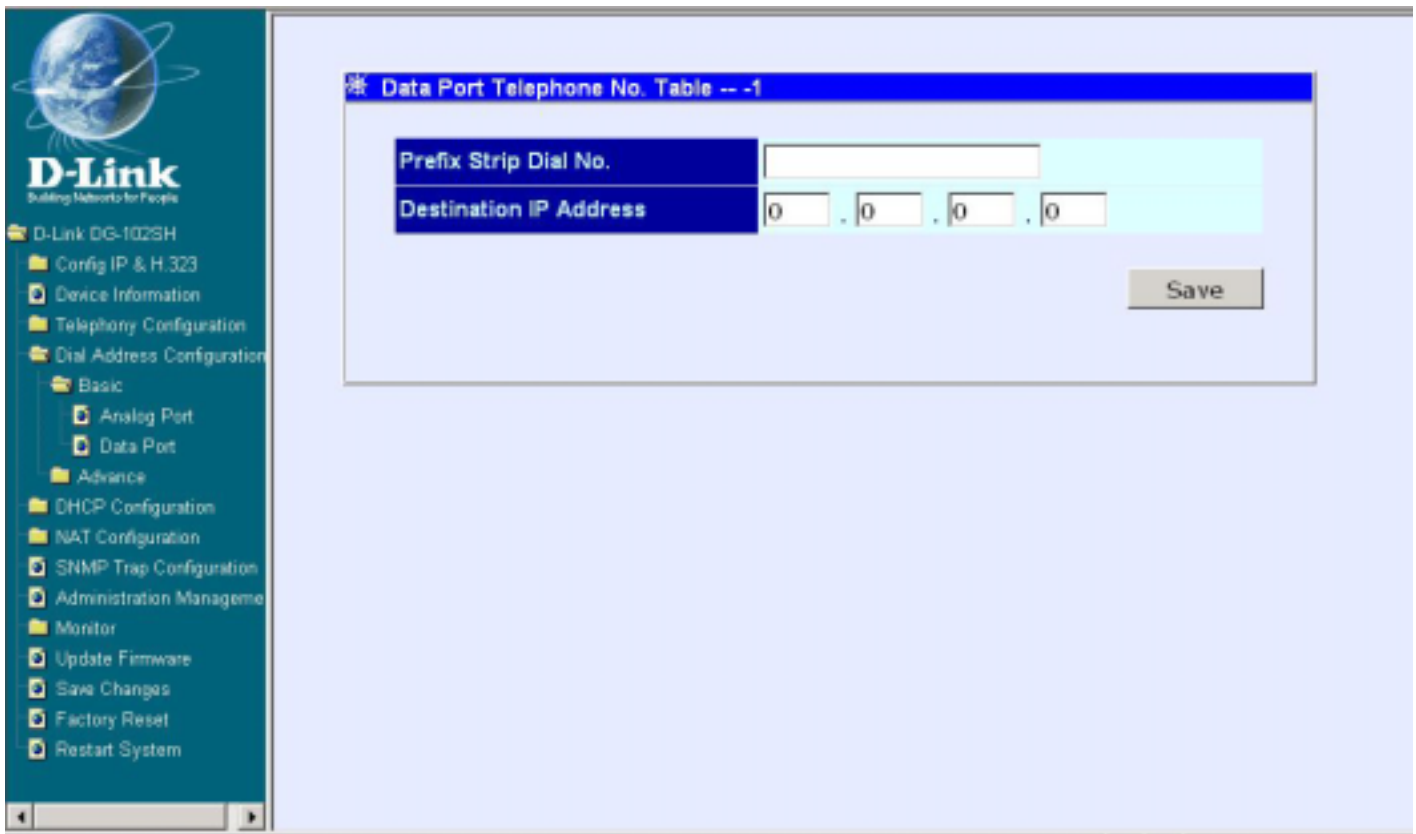 D-Link
Building Networks for People
D-Link DG-102SH
Config IP & H.323
Device Information
Telephony Configuration
Dial Address Configuration
Basic
Analog Port
Data Port
Advance
DHCP Configuration
NAT Configuration
SNMP Trap Configuration
Administration Manageme
Monitor
Update Firmware
Save Changes
Factory Reset
Restart System
Data Port Telephone No. Table -- -1
Prefix Strip Dial No.
Destination IP Address 0 . 0 . 0 . 0
Save